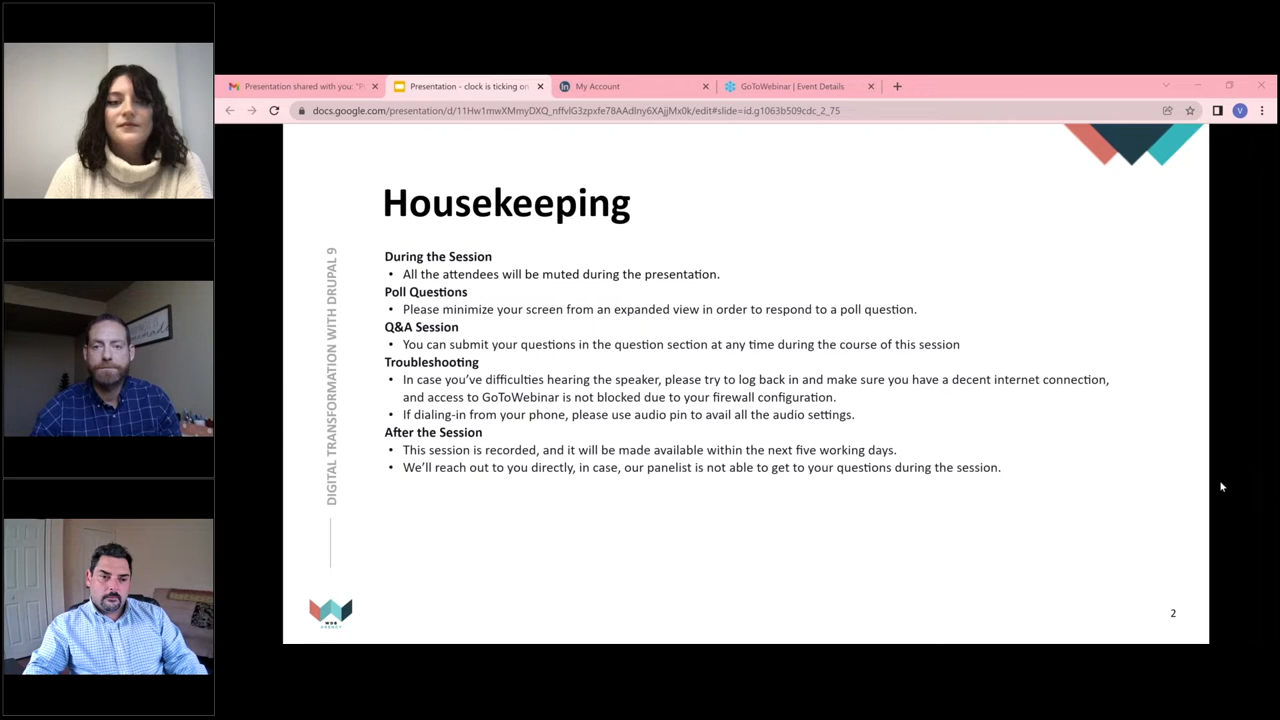 Presentation shared with you: "P
Presentation - clock is ticking on
My Account
GoToWebinar | Event Details
docs.google.com/presentation/d/11Hw1mwXMmyDXQ_nffvlG3zpxfe78AAdlny6XAjjMx0k/edit#slide=id.g1063b509cdc_2_75
V
Housekeeping
DIGITAL TRANSFORMATION WITH DRUPAL 9
During the Session
• All the attendees will be muted during the presentation.
Poll Questions
• Please minimize your screen from an expanded view in order to respond to a poll question.
Q&A Session
• You can submit your questions in the question section at any time during the course of this session
Troubleshooting
• In case you've difficulties hearing the speaker, please try to log back in and make sure you have a decent internet connection,
and access to GoToWebinar is not blocked due to your firewall configuration.
• If dialing-in from your phone, please use audio pin to avail all the audio settings.
After the Session
• This session is recorded, and it will be made available within the next five working days.
• We'll reach out to you directly, in case, our panelist is not able to get to your questions during the session.
WDB
AGENCY
2